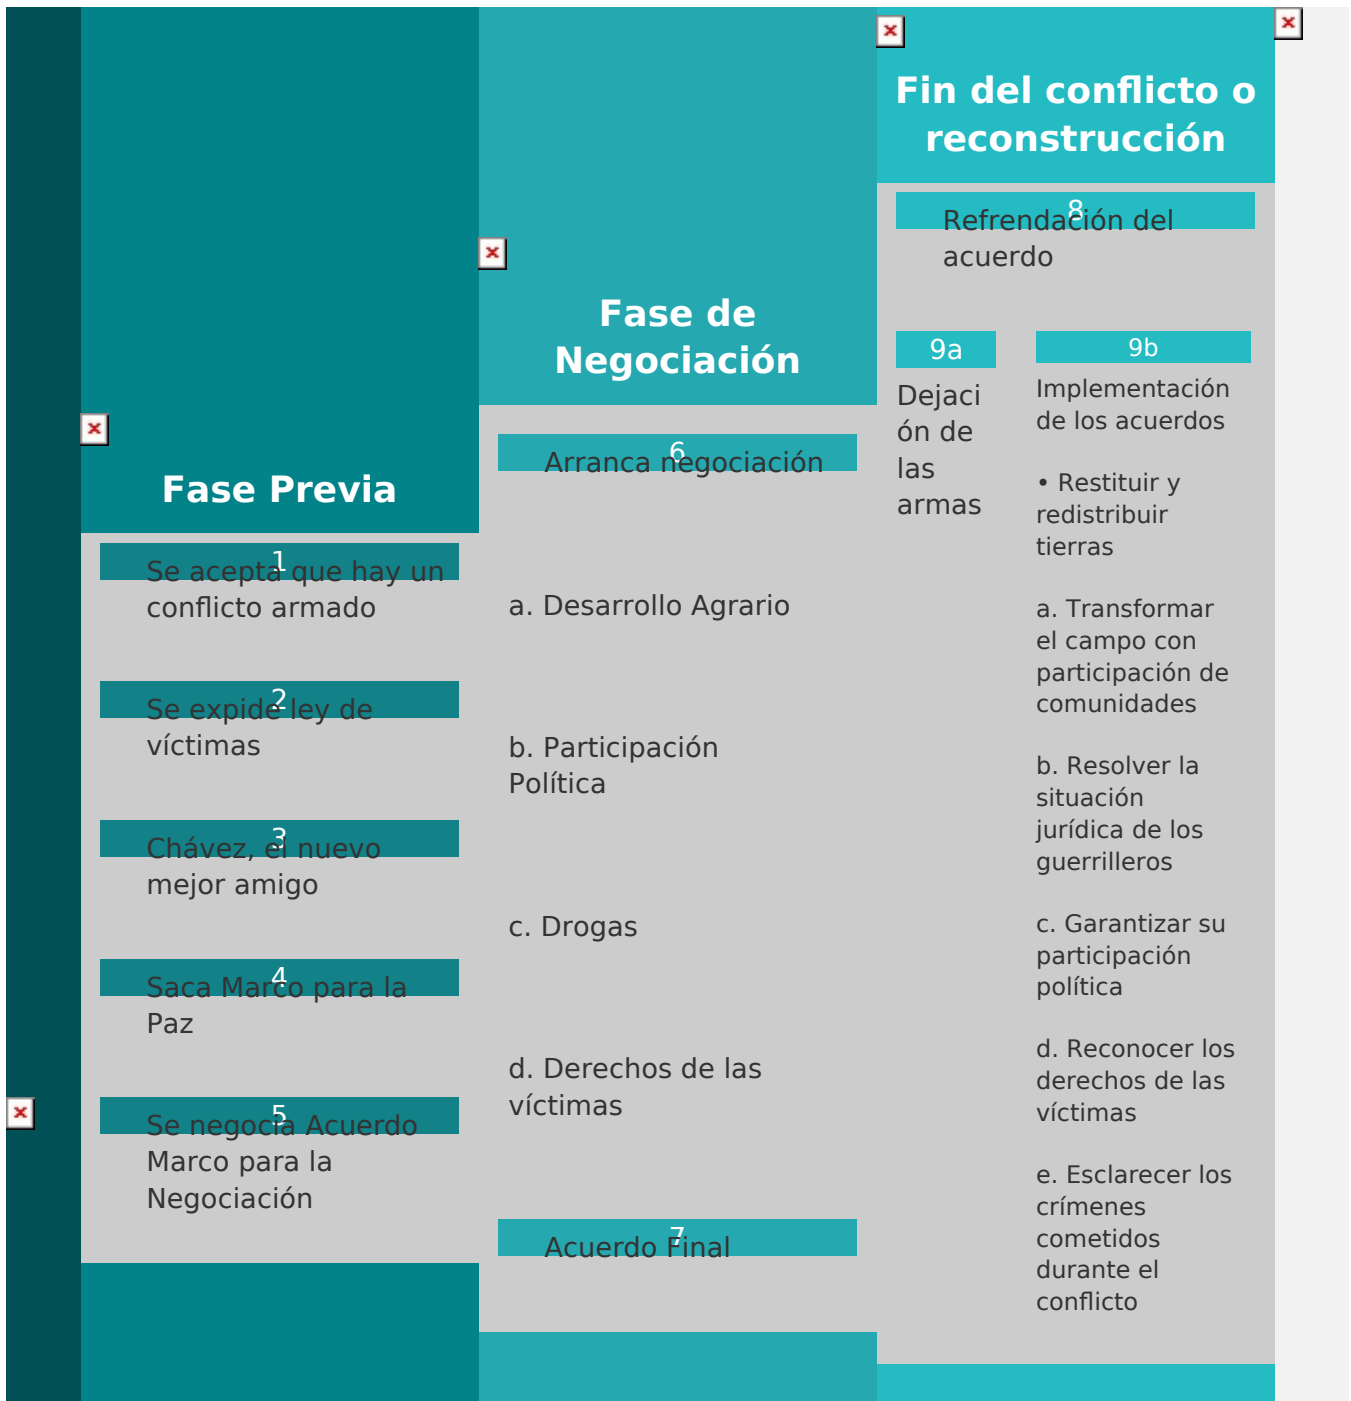 Fase Previa
1
Se acepta que hay un
conflicto armado
2
Se expide ley de
víctimas
3
Chávez, el nuevo
mejor amigo
4
Saca Marco para la
Paz
5
Se negocia Acuerdo
Marco para la
Negociación
Fase de
Negociación
6
Arranca negociación
a. Desarrollo Agrario
b. Participación
Política
c. Drogas
d. Derechos de las
víctimas
7
Acuerdo Final
Fin del conflicto o
reconstrucción
8
Refrendación del
acuerdo
9a
Dejaci
ón de
las
armas
9b
Implementación
de los acuerdos
• Restituir y
redistribuir
tierras
a. Transformar
el campo con
participación de
comunidades
b. Resolver la
situación
jurídica de los
guerrilleros
c. Garantizar su
participación
política
d. Reconocer los
derechos de las
víctimas
e. Esclarecer los
crímenes
cometidos
durante el
conflicto